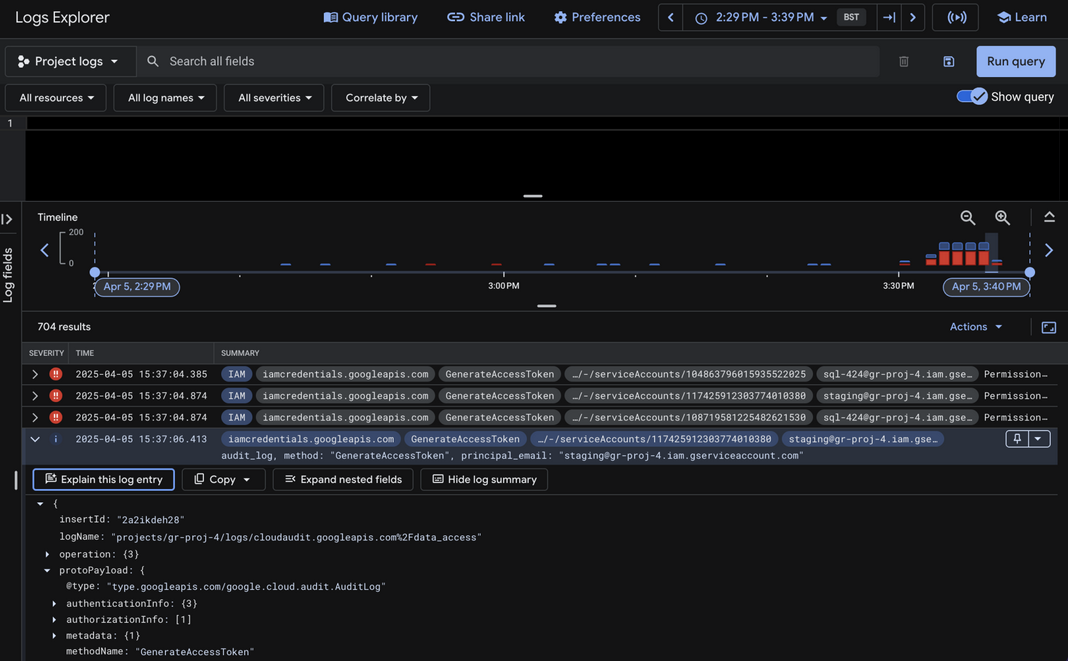 Logs Explorer Query library Share link Preferences 2:29 PM - 3:39 PM BST Learn
Project logs Search all fields Run query
All resources All log names All severities Correlate by Show query
1
Log fields
Timeline
200
0
3:00 PM 3:30 PM
Apr 5, 2:29 PM Apr 5, 3:40 PM
704 results Actions
SEVERITY TIME SUMMARY
!! 2025-04-05 15:37:04.385 IAM iamcredentials.googleapis.com GenerateAccessToken …/-/serviceAccounts/104863796015935522025 sql-424@gr-proj-4.iam.gse… Permission…
!! 2025-04-05 15:37:04.874 IAM iamcredentials.googleapis.com GenerateAccessToken …/-/serviceAccounts/117425912303774010380 staging@gr-proj-4.iam.gse… Permission…
!! 2025-04-05 15:37:04.874 IAM iamcredentials.googleapis.com GenerateAccessToken …/-/serviceAccounts/108719581225482621530 sql-424@gr-proj-4.iam.gse… Permission…
i 2025-04-05 15:37:06.413 iamcredentials.googleapis.com GenerateAccessToken …/-/serviceAccounts/117425912303774010380 staging@gr-proj-4.iam.gse…
audit_log, method: "GenerateAccessToken", principal_email: "staging@gr-proj-4.iam.gserviceaccount.com"
Explain this log entry Copy Expand nested fields Hide log summary
{
insertId: "2a2ikdeh28"
logName: "projects/gr-proj-4/logs/cloudaudit.googleapis.com%2Fdata_access"
operation: {3}
protoPayload: {
@type: "type.googleapis.com/google.cloud.audit.AuditLog"
authenticationInfo: {3}
authorizationInfo: [1]
metadata: {1}
methodName: "GenerateAccessToken"